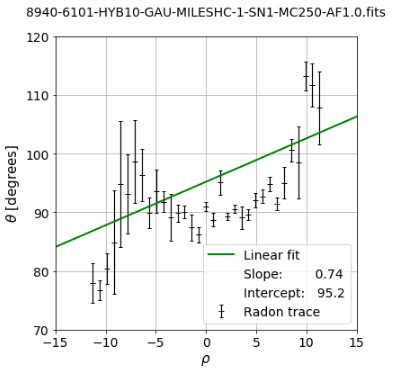 8940-6101-HYB10-GAU-MILESHC-1-SN1-MC250-AF1.0.fits
120
110
100
90
80
70
θ [degrees]
Linear fit
Slope: 0.74
Intercept: 95.2
Radon trace
−15 −10 −5 0 5 10 15
ρ